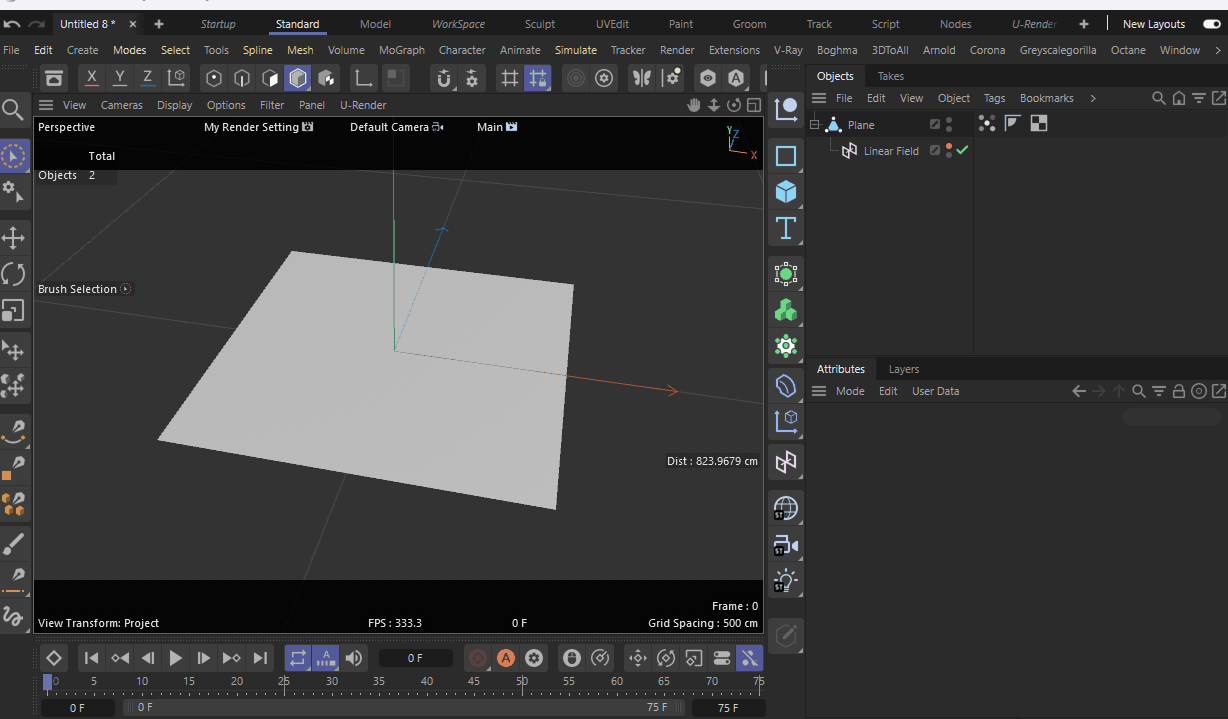 Untitled 8 * × + Startup Standard Model WorkSpace Sculpt UVEdit Paint Groom Track Script Nodes U-Render + New Layouts
File Edit Create Modes Select Tools Spline Mesh Volume MoGraph Character Animate Simulate Tracker Render Extensions V-Ray Boghma 3DToAll Arnold Corona Greyscalegorilla Octane Window >
X Y Z A
Objects Takes
View Cameras Display Options Filter Panel U-Render
File Edit View Object Tags Bookmarks >
Perspective My Render Setting Default Camera Main
Y Z X
Plane
Total
Linear Field
Objects 2
Brush Selection
T
Attributes Layers
Mode Edit User Data
Dist : 823.9679 cm
ST
ST
ST
Frame : 0
View Transform: Project FPS : 333.3 0 F Grid Spacing : 500 cm
A 0 F A
0 5 10 15 20 25 30 35 40 45 50 55 60 65 70 75
0 F 0 F 75 F 75 F